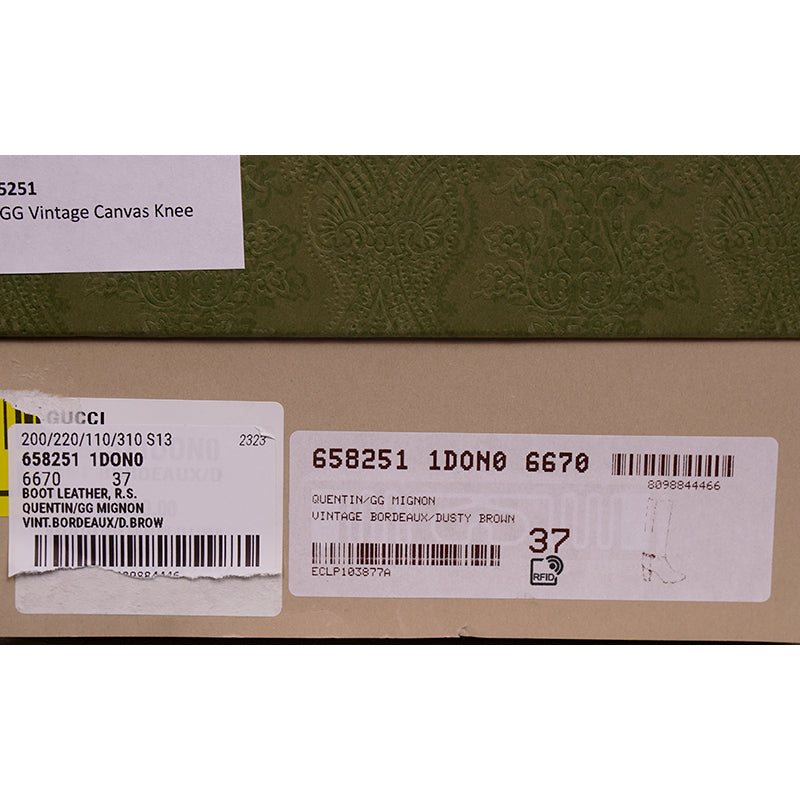 5251
GG Vintage Canvas Knee
GUCCI
200/220/110/310 S13 2323
658251 1DON0
6670 37
BOOT LEATHER, R.S.
QUENTIN/GG MIGNON
VINT.BORDEAUX/D.BROW
658251 1DON0 6670
8098844466
QUENTIN/GG MIGNON
VINTAGE BORDEAUX/DUSTY BROWN
37
ECLP103877A
RFID